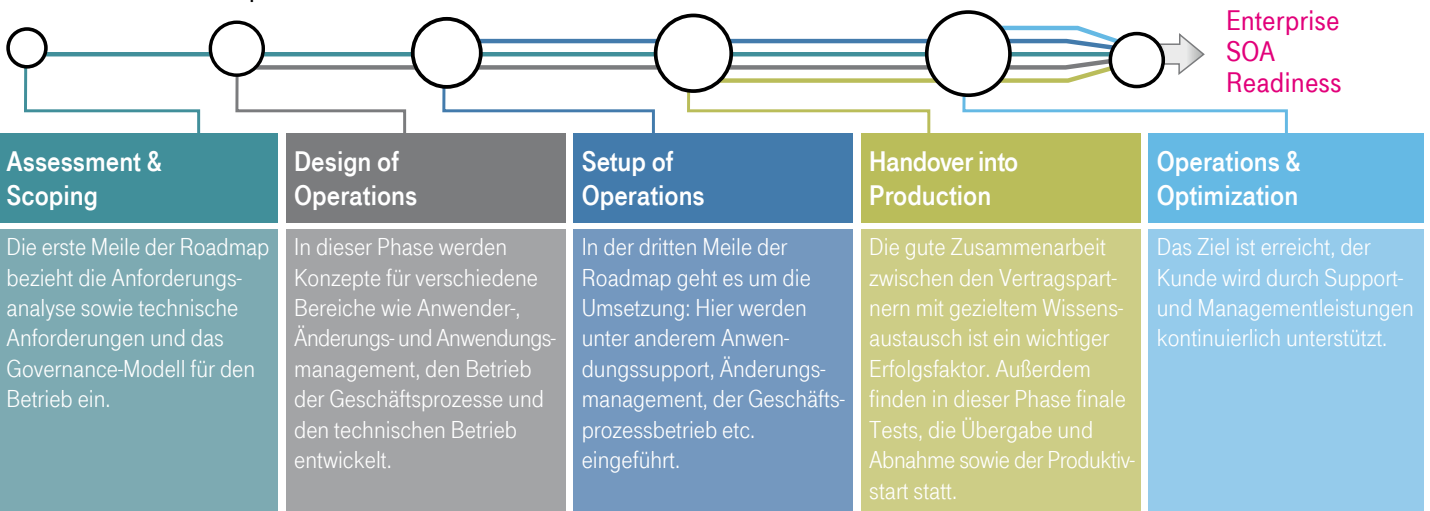 Enterprise
SOA
Readiness
Assessment &
Scoping
Die erste Meile der Roadmap
bezieht die Anforderungs-
analyse sowie technische
Anforderungen und das
Governance-Modell für den
Betrieb ein.
Design of
Operations
In dieser Phase werden
Konzepte für verschiedene
Bereiche wie Anwender-,
Änderungs- und Anwendungs-
management, den Betrieb
der Geschäftsprozesse und
den technischen Betrieb
entwickelt.
Setup of
Operations
In der dritten Meile der
Roadmap geht es um die
Umsetzung: Hier werden
unter anderem Anwen-
dungssupport, Änderungs-
management, der Geschäfts-
prozessbetrieb etc.
eingeführt.
Handover into
Production
Die gute Zusammenarbeit
zwischen den Vertragspart-
nern mit gezieltem Wissens-
austausch ist ein wichtiger
Erfolgsfaktor. Außerdem
finden in dieser Phase finale
Tests, die Übergabe und
Abnahme sowie der Produktiv-
start statt.
Operations &
Optimization
Das Ziel ist erreicht, der
Kunde wird durch Support-
und Managementleistungen
kontinuierlich unterstützt.